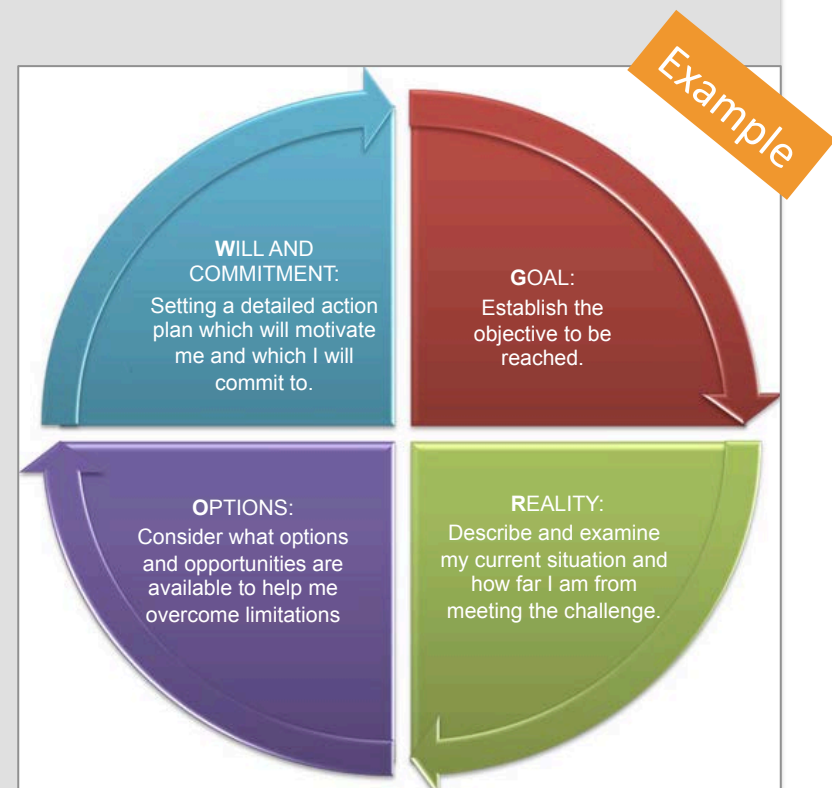 Example
WILL AND
COMMITMENT:
Setting a detailed action
plan which will motivate
me and which I will
commit to.
GOAL:
Establish the
objective to be
reached.
OPTIONS:
Consider what options
and opportunities are
available to help me
overcome limitations
REALITY:
Describe and examine
my current situation and
how far I am from
meeting the challenge.